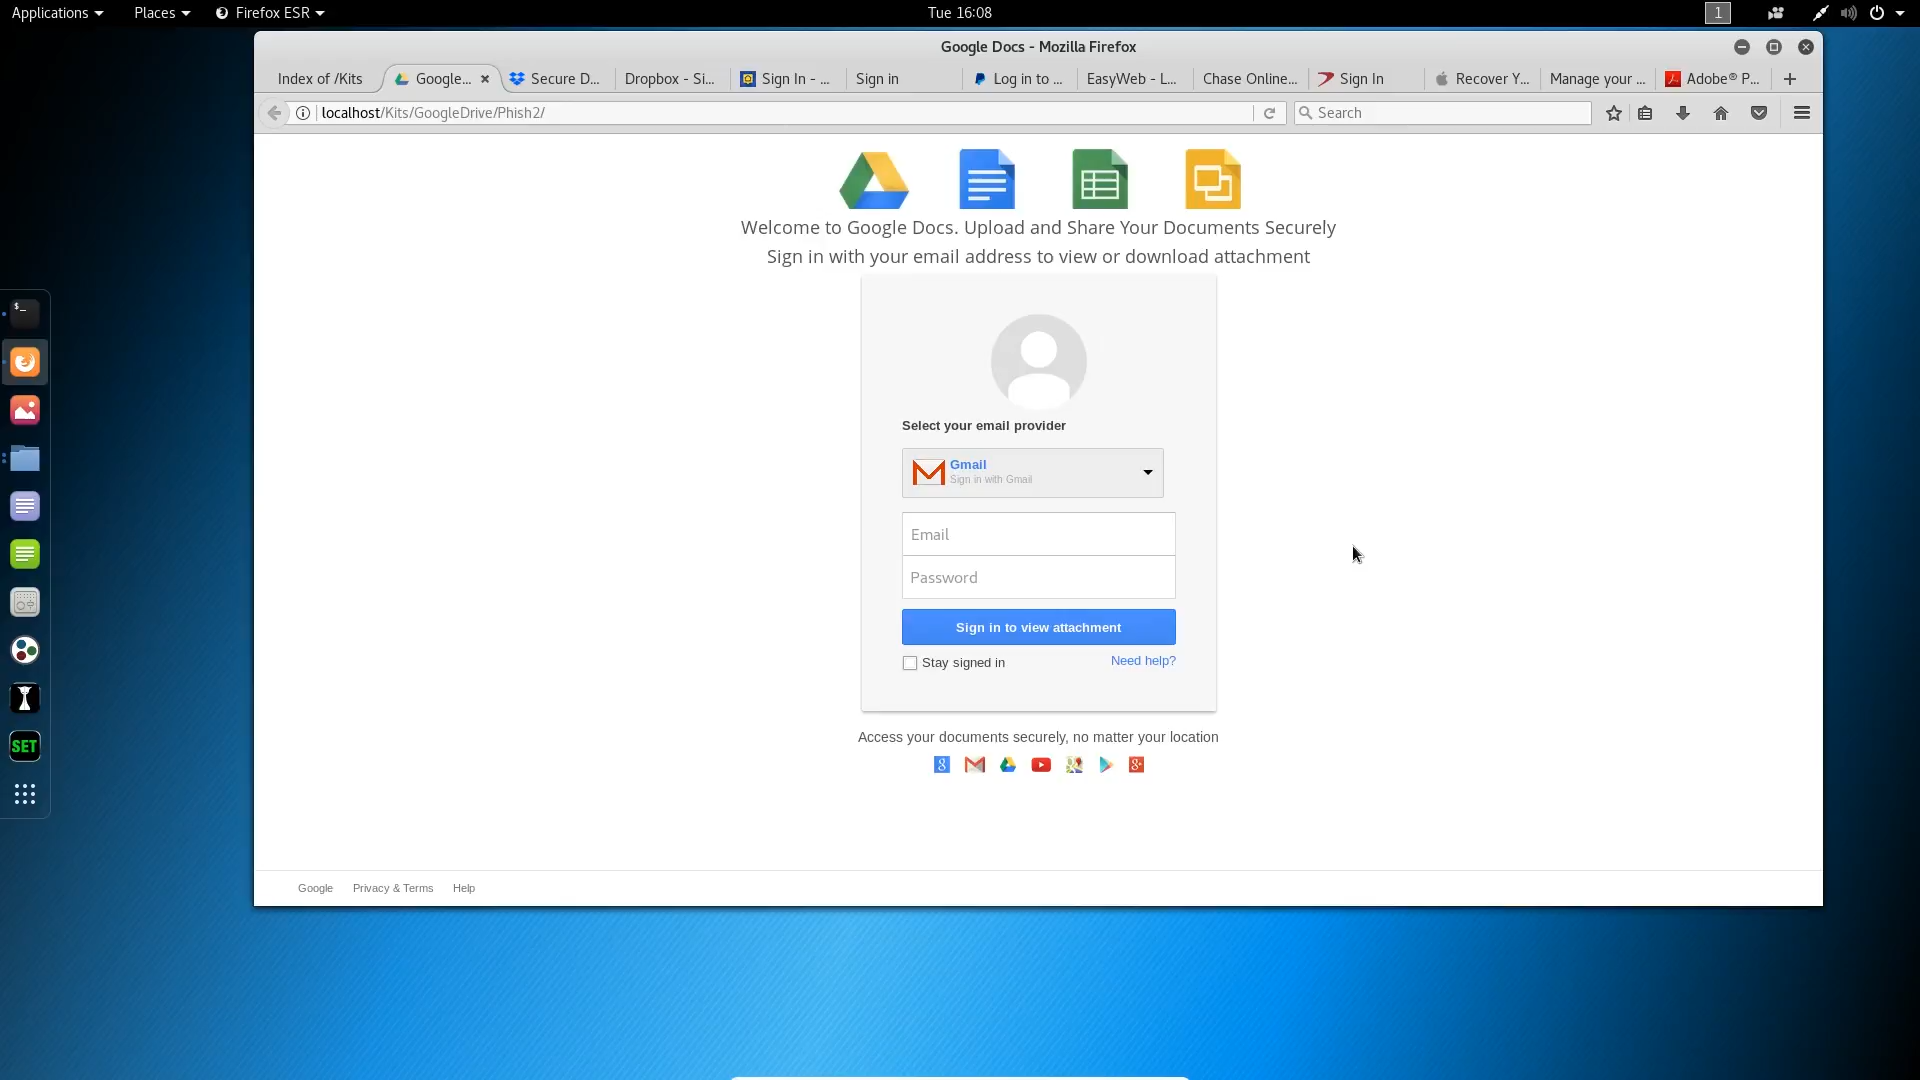 Applications
Places
Firefox ESR
Tue 16:08
1
Google Docs - Mozilla Firefox
Index of /Kits
Google...
Secure D...
Dropbox - Si...
Sign In - ...
Sign in
Log in to ...
EasyWeb - L...
Chase Online...
Sign In
Recover Y...
Manage your ...
Adobe® P...
localhost/Kits/GoogleDrive/Phish2/
Search
Welcome to Google Docs. Upload and Share Your Documents Securely
Sign in with your email address to view or download attachment
Select your email provider
Gmail
Sign in with Gmail
Email
Password
Sign in to view attachment
Stay signed in
Need help?
Access your documents securely, no matter your location
Google
Privacy & Terms
Help
$_
SET